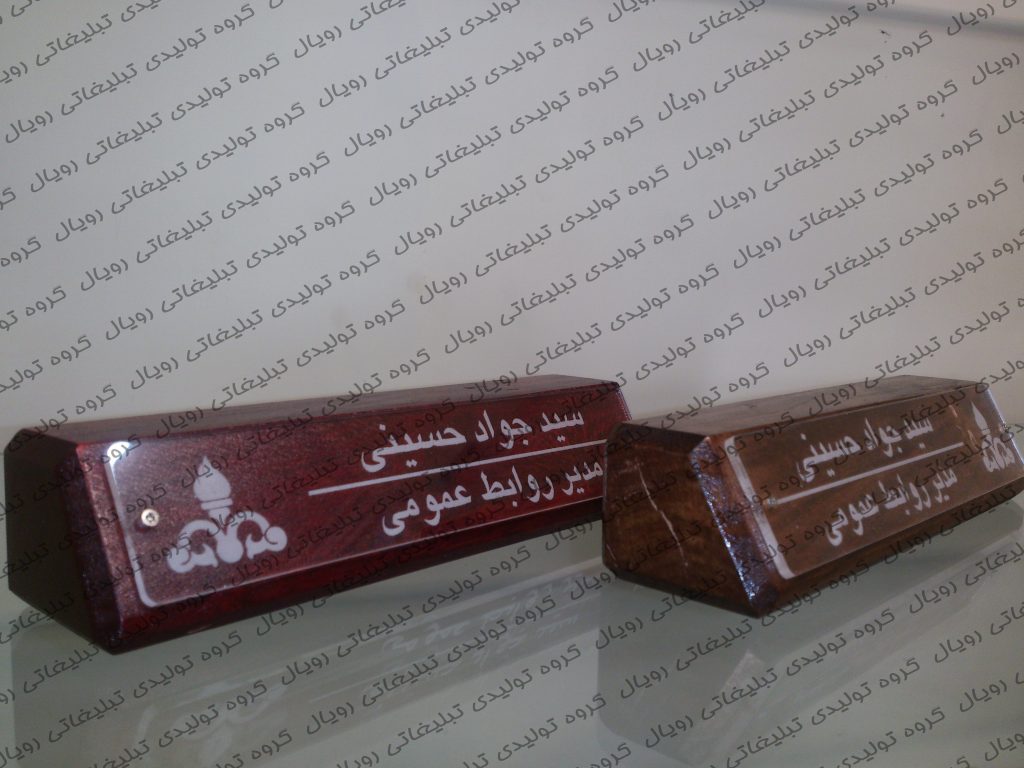 گروه تولیدی تبلیغاتی رویال
سید جواد حسینی
مدیر روابط عمومی
سید جواد حسینی
مدیر روابط عمومی